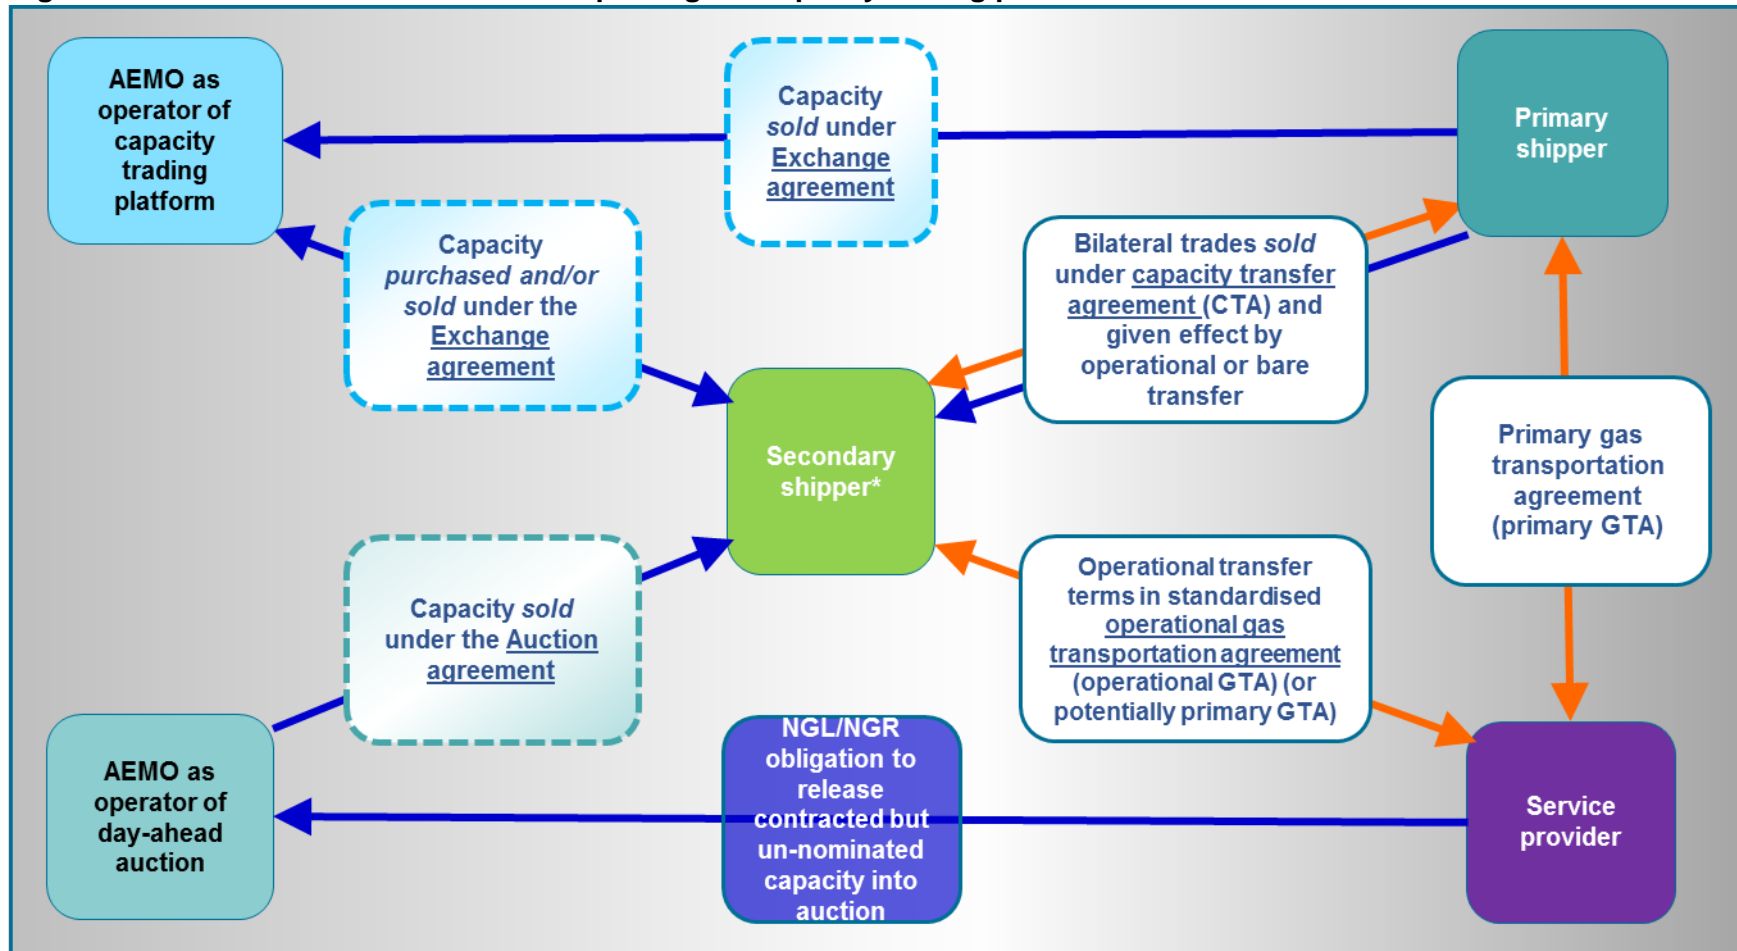 AEMO as
operator of
capacity
trading
platform
Capacity
sold under
Exchange
agreement
Primary
shipper
Capacity
purchased and/or
sold under the
Exchange
agreement
Bilateral trades sold
under capacity transfer
agreement (CTA) and
given effect by
operational or bare
transfer
Secondary
shipper*
Primary gas
transportation
agreement
(primary GTA)
Capacity sold
under the Auction
agreement
Operational transfer
terms in standardised
operational gas
transportation agreement
(operational GTA) (or
potentially primary GTA)
AEMO as
operator of
day-ahead
auction
NGL/NGR
obligation to
release
contracted but
un-nominated
capacity into
auction
Service
provider